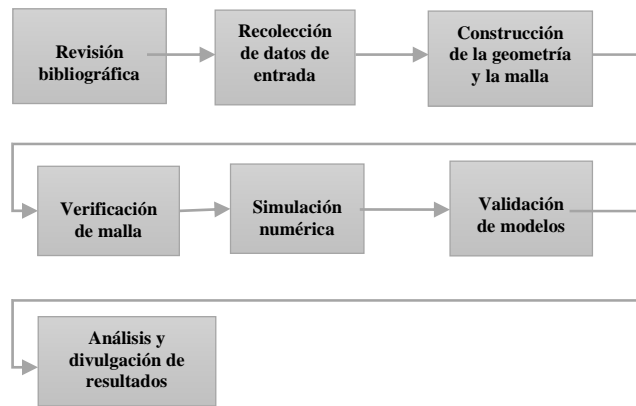 Revisión
bibliográfica
Recolección
de datos de
entrada
Construcción
de la geometría
y la malla
Verificación
de malla
Simulación
numérica
Validación
de modelos
Análisis y
divulgación de
resultados